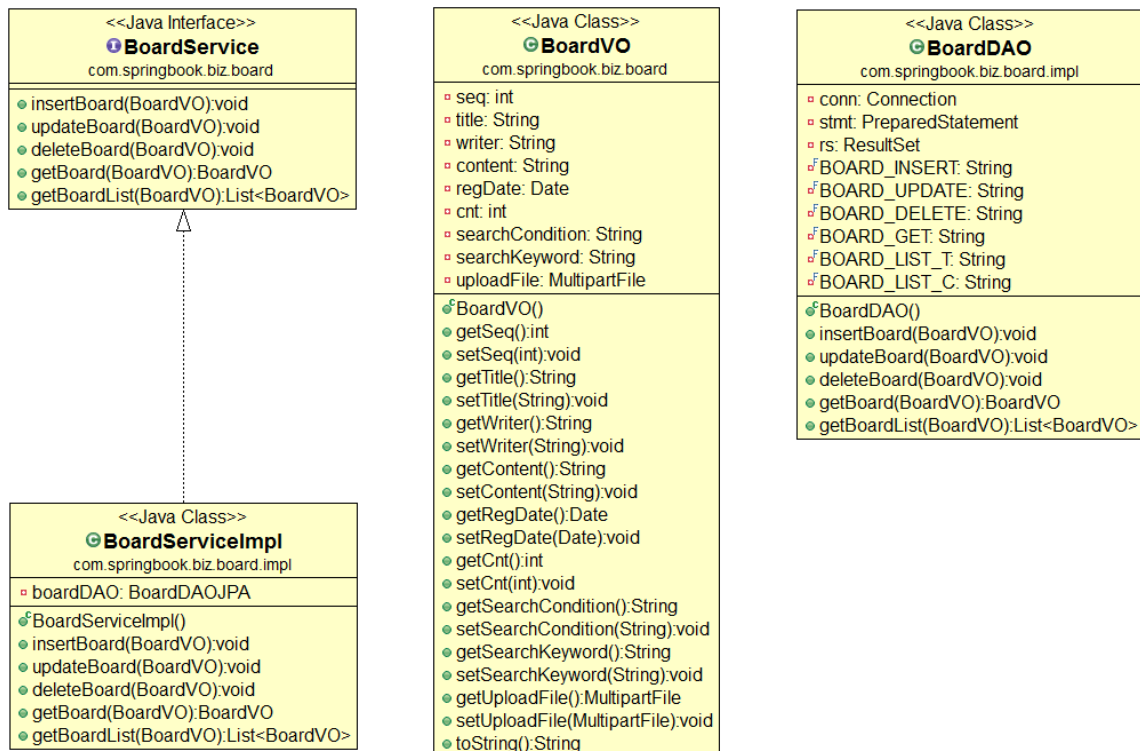 <<Java Interface>>
BoardService
com.springbook.biz.board
insertBoard(BoardVO):void
updateBoard(BoardVO):void
deleteBoard(BoardVO):void
getBoard(BoardVO):BoardVO
getBoardList(BoardVO):List<BoardVO>
<<Java Class>>
BoardServiceImpl
com.springbook.biz.board.impl
boardDAO: BoardDAOJPA
BoardServiceImpl()
insertBoard(BoardVO):void
updateBoard(BoardVO):void
deleteBoard(BoardVO):void
getBoard(BoardVO):BoardVO
getBoardList(BoardVO):List<BoardVO>
<<Java Class>>
BoardVO
com.springbook.biz.board
seq: int
title: String
writer: String
content: String
regDate: Date
cnt: int
searchCondition: String
searchKeyword: String
uploadFile: MultipartFile
BoardVO()
getSeq():int
setSeq(int):void
getTitle():String
setTitle(String):void
getWriter():String
setWriter(String):void
getContent():String
setContent(String):void
getRegDate():Date
setRegDate(Date):void
getCnt():int
setCnt(int):void
getSearchCondition():String
setSearchCondition(String):void
getSearchKeyword():String
setSearchKeyword(String):void
getUploadFile():MultipartFile
setUploadFile(MultipartFile):void
toString():String
<<Java Class>>
BoardDAO
com.springbook.biz.board.impl
conn: Connection
stmt: PreparedStatement
rs: ResultSet
BOARD_INSERT: String
BOARD_UPDATE: String
BOARD_DELETE: String
BOARD_GET: String
BOARD_LIST_T: String
BOARD_LIST_C: String
BoardDAO()
insertBoard(BoardVO):void
updateBoard(BoardVO):void
deleteBoard(BoardVO):void
getBoard(BoardVO):BoardVO
getBoardList(BoardVO):List<BoardVO>